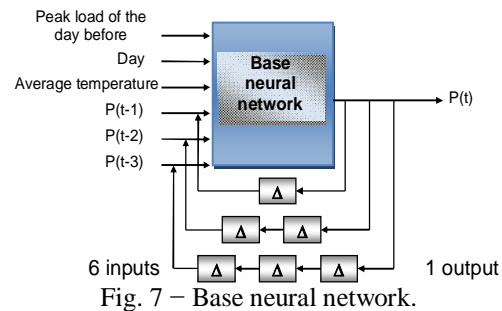 Peak load of the
day before
Day
Average temperature
P(t-1)
P(t-2)
P(t-3)
Base
neural
network
P(t)
Δ
Δ Δ
Δ Δ Δ
6 inputs
1 output
Fig. 7 − Base neural network.